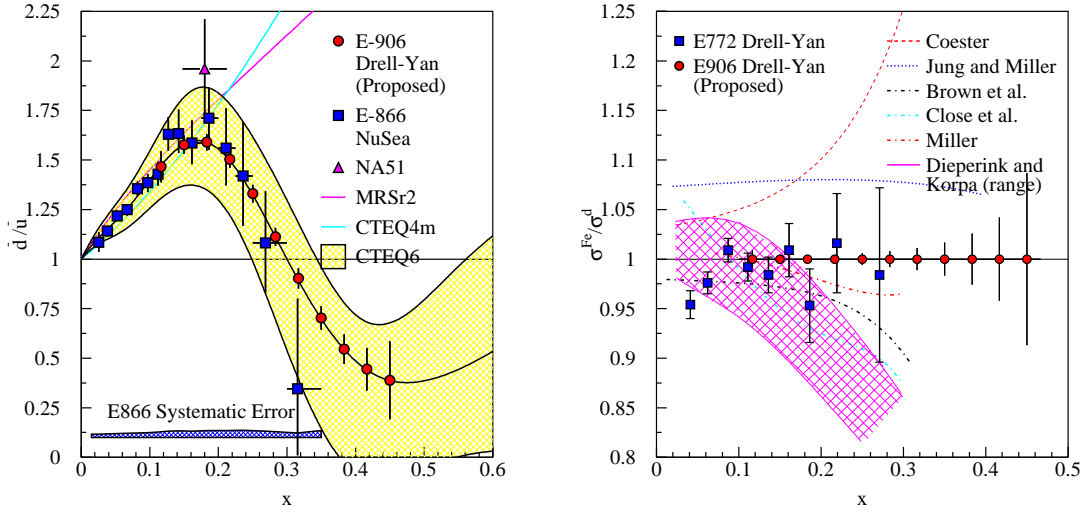 2.25
2
1.75
1.5
1.25
1
0.75
0.5
0.25
0
d̄/ū
0
0.1
0.2
0.3
0.4
0.5
0.6
x
E-906
Drell-Yan
(Proposed)
E-866
NuSea
NA51
MRSr2
CTEQ4m
CTEQ6
E866 Systematic Error
1.25
1.20
1.15
1.10
1.05
1.00
0.95
0.9
0.85
0.8
σ^Fe/σ^d
0
0.1
0.2
0.3
0.4
0.5
x
E772 Drell-Yan
E906 Drell-Yan
(Proposed)
Coester
Jung and Miller
Brown et al.
Close et al.
Miller
Dieperink and
Korpa (range)